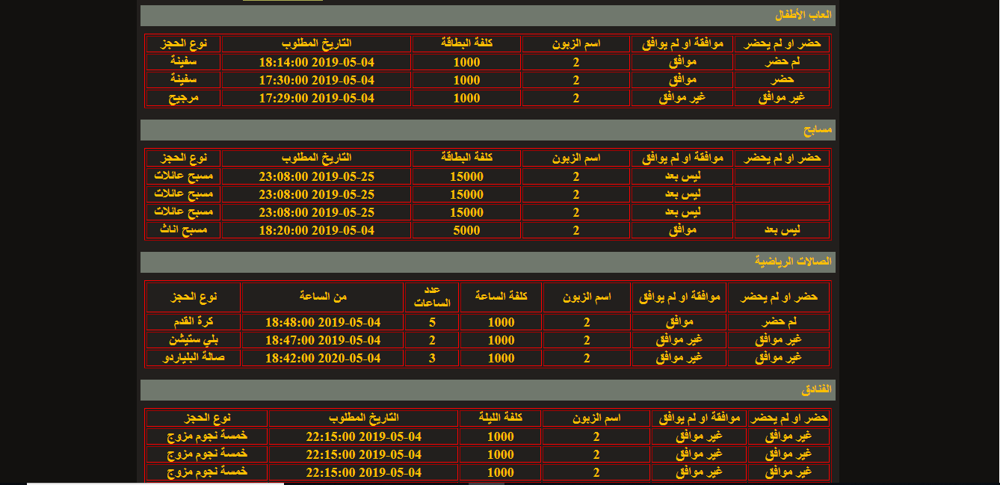 العاب الأطفال
حضر او لم يحضر موافقة او لم يوافق اسم الزبون كلفة البطاقة التاريخ المطلوب نوع الحجز
لم حضر موافق 2 1000 2019-05-04 18:14:00 سفينة
حضر موافق 2 1000 2019-05-04 17:30:00 سفينة
غير موافق غير موافق 2 1000 2019-05-04 17:29:00 مرجيح
مسابح
حضر او لم يحضر موافقة او لم يوافق اسم الزبون كلفة البطاقة التاريخ المطلوب نوع الحجز
ليس بعد 2 15000 2019-05-25 23:08:00 مسبح عائلات
ليس بعد 2 15000 2019-05-25 23:08:00 مسبح عائلات
ليس بعد 2 15000 2019-05-25 23:08:00 مسبح عائلات
ليس بعد موافق 2 5000 2019-05-04 18:20:00 مسبح اناث
الصالات الرياضية
حضر او لم يحضر موافقة او لم يوافق اسم الزبون كلفة الساعة عدد الساعات من الساعة نوع الحجز
لم حضر موافق 2 1000 5 2019-05-04 18:48:00 كرة القدم
غير موافق غير موافق 2 1000 2 2019-05-04 18:47:00 بلي ستيشن
غير موافق غير موافق 2 1000 3 2020-05-04 18:42:00 صالة البلياردو
الفنادق
حضر او لم يحضر موافقة او لم يوافق اسم الزبون كلفة الليلة التاريخ المطلوب نوع الحجز
غير موافق غير موافق 2 1000 2019-05-04 22:15:00 خمسة نجوم مزوج
غير موافق غير موافق 2 1000 2019-05-04 22:15:00 خمسة نجوم مزوج
غير موافق غير موافق 2 1000 2019-05-04 22:15:00 خمسة نجوم مزوج